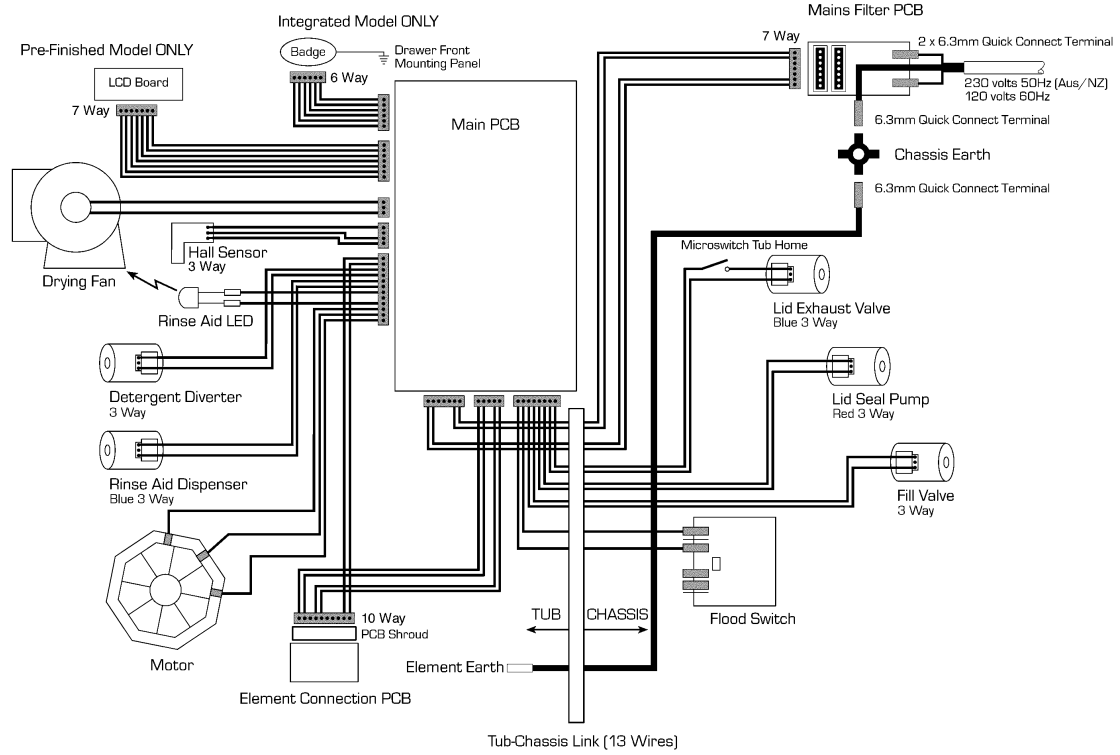 Mains Filter PCB
Integrated Model ONLY
Pre-Finished Model ONLY
Badge
Drawer Front
Mounting Panel
7 Way
2 x 6.3mm Quick Connect Terminal
LCD Board
6 Way
230 volts 50Hz (Aus/NZ)
120 volts 60Hz
7 Way
Main PCB
6.3mm Quick Connect Terminal
Chassis Earth
6.3mm Quick Connect Terminal
Microswitch Tub Home
Hall Sensor
3 Way
Drying Fan
Rinse Aid LED
Lid Exhaust Valve
Blue 3 Way
Detergent Diverter
3 Way
Lid Seal Pump
Red 3 Way
Rinse Aid Dispenser
Blue 3 Way
Fill Valve
3 Way
TUB
CHASSIS
Flood Switch
10 Way
PCB Shroud
Motor
Element Earth
Element Connection PCB
Tub-Chassis Link (13 Wires)